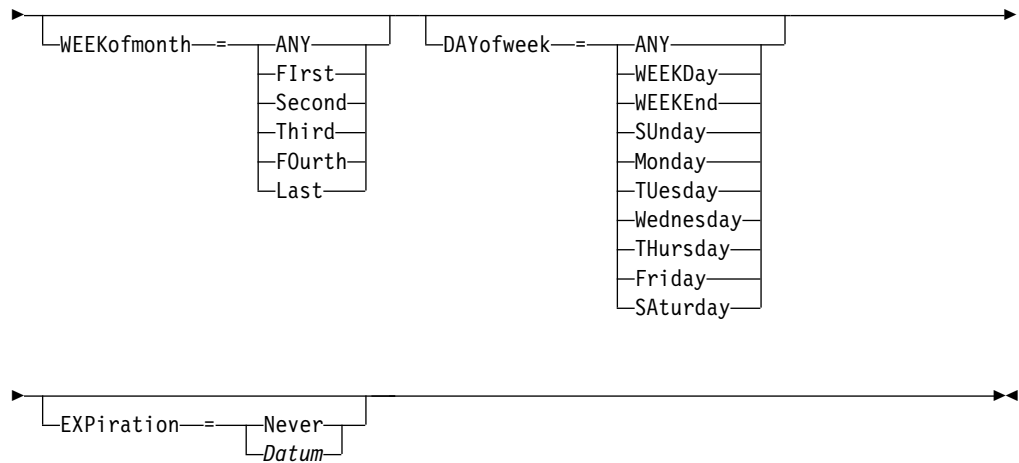 WEEKofmonth = ANY DAYofweek = ANY
FIrst WEEKDay
Second WEEKEnd
Third SUnday
FOurth Monday
Last TUesday
Wednesday
THursday
Friday
SAturday
EXPiration = Never
Datum